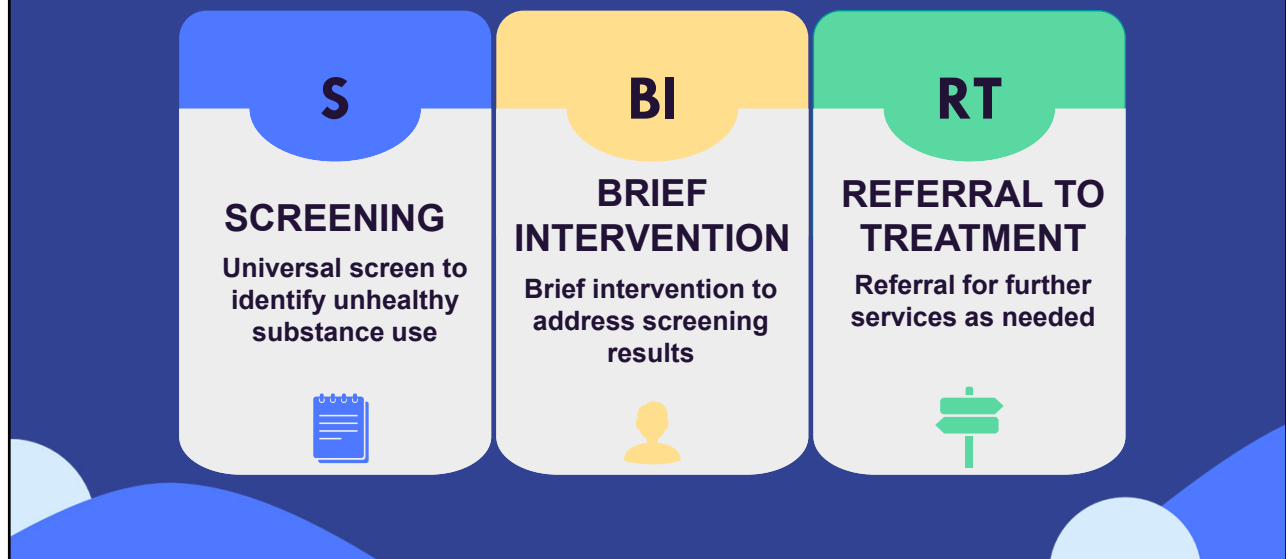 S
SCREENING
Universal screen to
identify unhealthy
substance use
BI
BRIEF
INTERVENTION
Brief intervention to
address screening
results
RT
REFERRAL TO
TREATMENT
Referral for further
services as needed